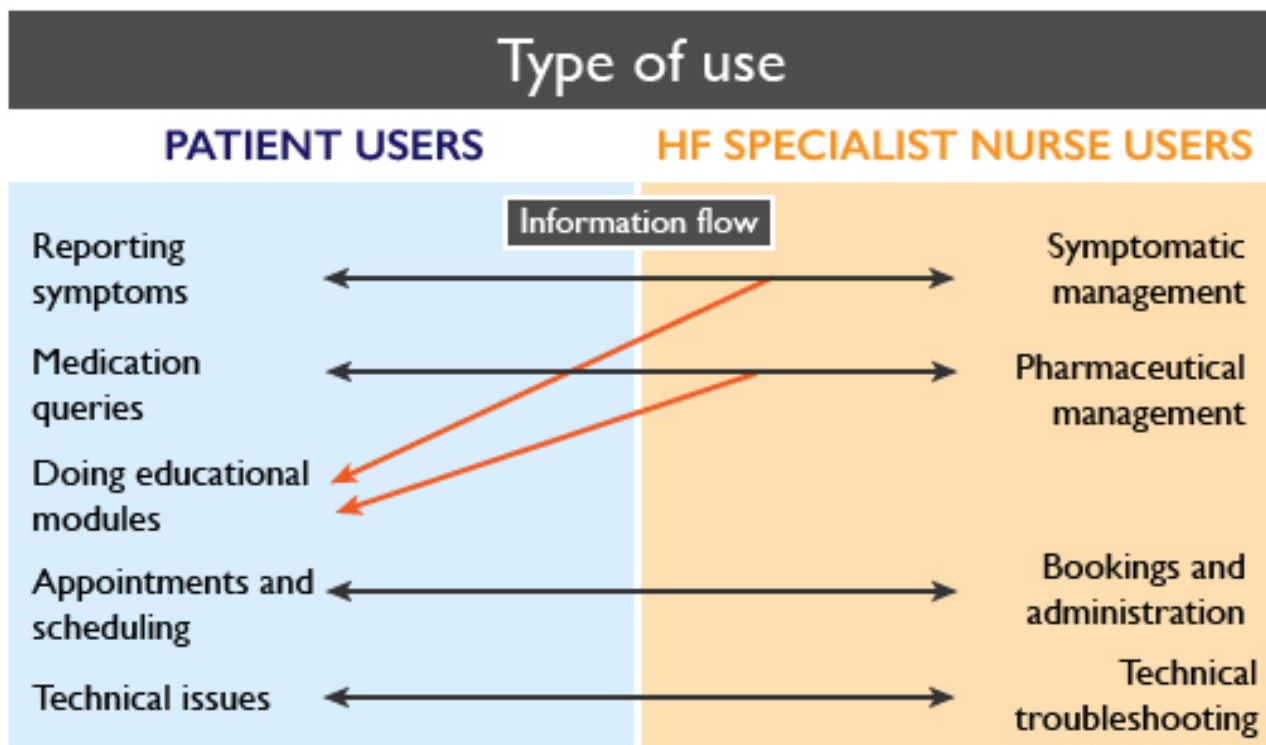 Type of use
PATIENT USERS
HF SPECIALIST NURSE USERS
Information flow
Reporting
symptoms
Symptomatic
management
Medication
queries
Pharmaceutical
management
Doing educational
modules
Appointments and
scheduling
Bookings and
administration
Technical issues
Technical
troubleshooting